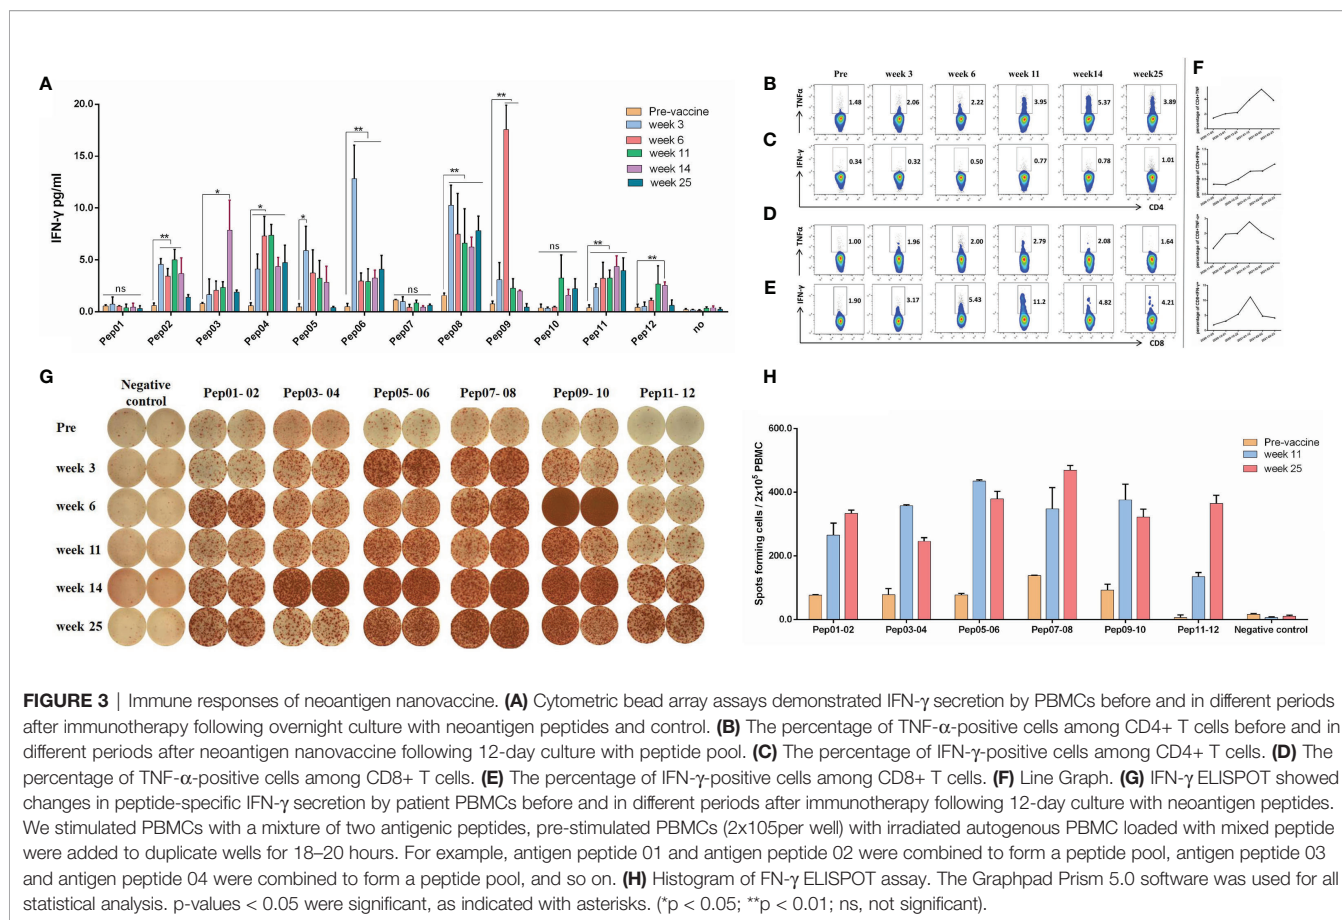 A
IFN-γ pg/ml
20.0
15.0
10.0
5.0
0.0
Pre-vaccine
week 3
week 6
week 11
week 14
week 25
ns
**
*
*
*
**
ns
**
**
ns
**
**
Pep01
Pep02
Pep03
Pep04
Pep05
Pep06
Pep07
Pep08
Pep09
Pep10
Pep11
Pep12
no
Pre week 3 week 6 week 11 week14 week25
B
TNFα
1.48 2.06 2.22 3.95 5.37 3.89
C
IFN-γ
0.34 0.32 0.50 0.77 0.78 1.01
CD4
D
TNFα
1.00 1.96 2.00 2.79 2.08 1.64
E
IFN-γ
1.90 3.17 5.43 11.2 4.82 4.21
CD8
F
percentage of CD4+TNF
percentage of CD4+IFN-γ
percentage of CD8+TNF-γ
percentage of CD8+IFN-γ
G
Negative
control
Pep01- 02 Pep03- 04 Pep05- 06 Pep07- 08 Pep09- 10 Pep11- 12
Pre
week 3
week 6
week 11
week 14
week 25
H
Spots forming cells / 2x10⁵ PBMC
600.0
400.0
200.0
0.0
Pre-vaccine
week 11
week 25
Pep01-02 Pep03-04 Pep05-06 Pep07-08 Pep09-10 Pep11-12 Negative control
FIGURE 3 | Immune responses of neoantigen nanovaccine. (A) Cytometric bead array assays demonstrated IFN-γ secretion by PBMCs before and in different periods
after immunotherapy following overnight culture with neoantigen peptides and control. (B) The percentage of TNF-α-positive cells among CD4+ T cells before and in
different periods after neoantigen nanovaccine following 12-day culture with peptide pool. (C) The percentage of IFN-γ-positive cells among CD4+ T cells. (D) The
percentage of TNF-α-positive cells among CD8+ T cells. (E) The percentage of IFN-γ-positive cells among CD8+ T cells. (F) Line Graph. (G) IFN-γ ELISPOT showed
changes in peptide-specific IFN-γ secretion by patient PBMCs before and in different periods after immunotherapy following 12-day culture with neoantigen peptides.
We stimulated PBMCs with a mixture of two antigenic peptides, pre-stimulated PBMCs (2x105per well) with irradiated autogenous PBMC loaded with mixed peptide
were added to duplicate wells for 18–20 hours. For example, antigen peptide 01 and antigen peptide 02 were combined to form a peptide pool, antigen peptide 03
and antigen peptide 04 were combined to form a peptide pool, and so on. (H) Histogram of FN-γ ELISPOT assay. The Graphpad Prism 5.0 software was used for all
statistical analysis. p-values < 0.05 were significant, as indicated with asterisks. (*p < 0.05; **p < 0.01; ns, not significant).